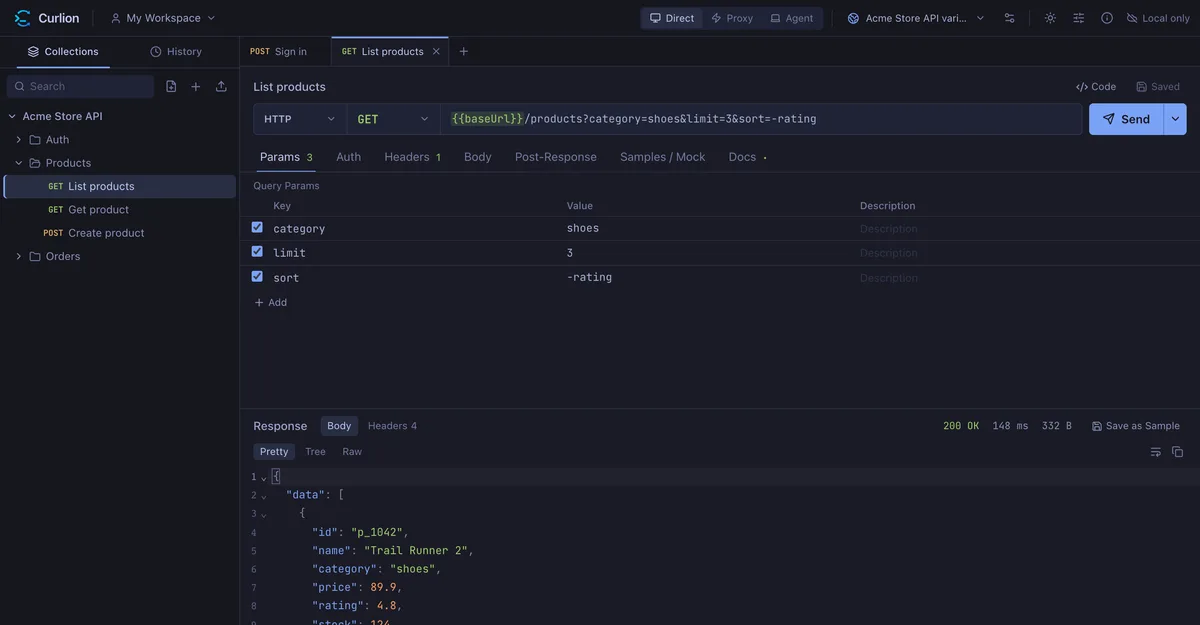 Curlion My Workspace Direct Proxy Agent Acme Store API vari... Local only
Collections History
POST Sign in GET List products
Search
List products
Code Saved
Acme Store API
Auth
Products
GET List products
GET Get product
POST Create product
Orders
HTTP GET {{baseUrl}}/products?category=shoes&limit=3&sort=-rating Send
Params 3 Auth Headers 1 Body Post-Response Samples / Mock Docs
Query Params
Key Value Description
category shoes Description
limit 3 Description
sort -rating Description
Add
Response Body Headers 4 200 OK 148 ms 332 B Save as Sample
Pretty Tree Raw
1 {
2 "data": [
3 {
4 "id": "p_1042",
5 "name": "Trail Runner 2",
6 "category": "shoes",
7 "price": 89.9,
8 "rating": 4.8,
9 "stock": 124